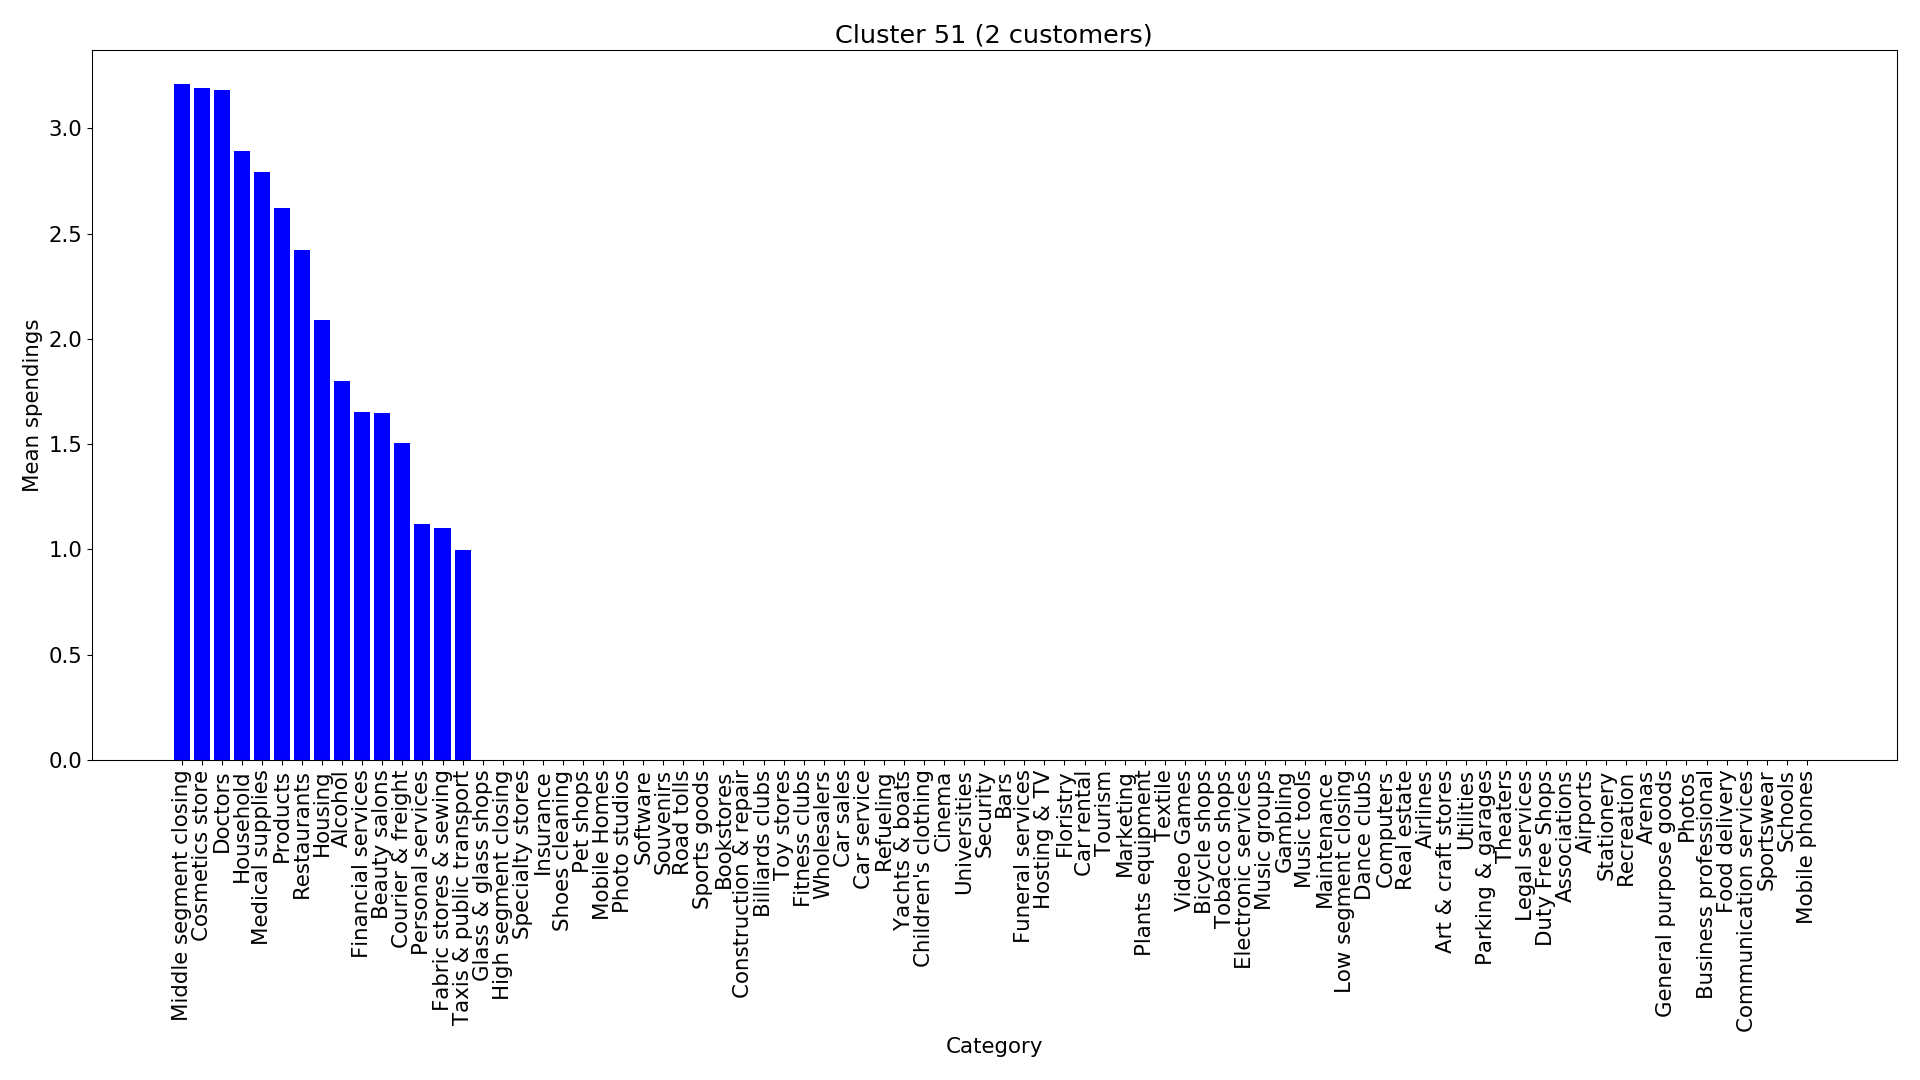 Cluster 51 (2 customers)
Mean spendings
3.0
2.5
2.0
1.5
1.0
0.5
0.0
Middle segment closing
Cosmetics store
Doctors
Household
Medical supplies
Products
Restaurants
Housing
Alcohol
Financial services
Beauty salons
Courier & freight
Personal services
Fabric stores & sewing
Taxis & public transport
Glass & glass shops
High segment closing
Specialty stores
Insurance
Shoes cleaning
Pet shops
Mobile Homes
Photo studios
Software
Souvenirs
Road tolls
Sports goods
Bookstores
Construction & repair
Billiards clubs
Toy stores
Fitness clubs
Wholesalers
Car sales
Car service
Refueling
Yachts & boats
Children's clothing
Cinema
Universities
Security
Bars
Funeral services
Hosting & TV
Floristry
Car rental
Tourism
Marketing
Plants equipment
Textile
Video Games
Bicycle shops
Tobacco shops
Electronic services
Music groups
Gambling
Music tools
Maintenance
Low segment closing
Dance clubs
Computers
Real estate
Airlines
Art & craft stores
Utilities
Parking & garages
Theaters
Legal services
Duty Free Shops
Associations
Airports
Stationery
Recreation
Arenas
General purpose goods
Photos
Business professional
Food delivery
Communication services
Sportswear
Schools
Mobile phones
Category